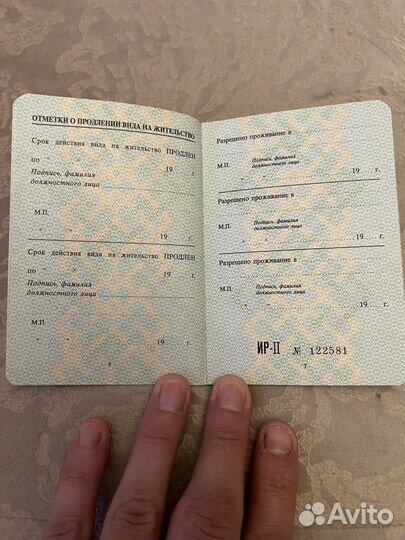 ОТМЕТКИ О ПРОДЛЕНИИ ВИДА НА ЖИТЕЛЬСТВО
Срок действия вида на жительство ПРОДЛЕН
по " " 19 г.
Подпись, фамилия
должностного лица
М.П.
" " 19 г.
Срок действия вида на жительство ПРОДЛЕН
по " " 19 г.
Подпись, фамилия
должностного лица
М.П.
" " 19 г.
6
Разрешено проживание в
М.П. Подпись, фамилия
должностного лица
" " 19 г.
Разрешено проживание в
М.П. Подпись, фамилия
должностного лица
" " 19 г.
Разрешено проживание в
М.П. Подпись, фамилия
должностного лица
" " 19 г.
ИР-II № 122581
7
Avito